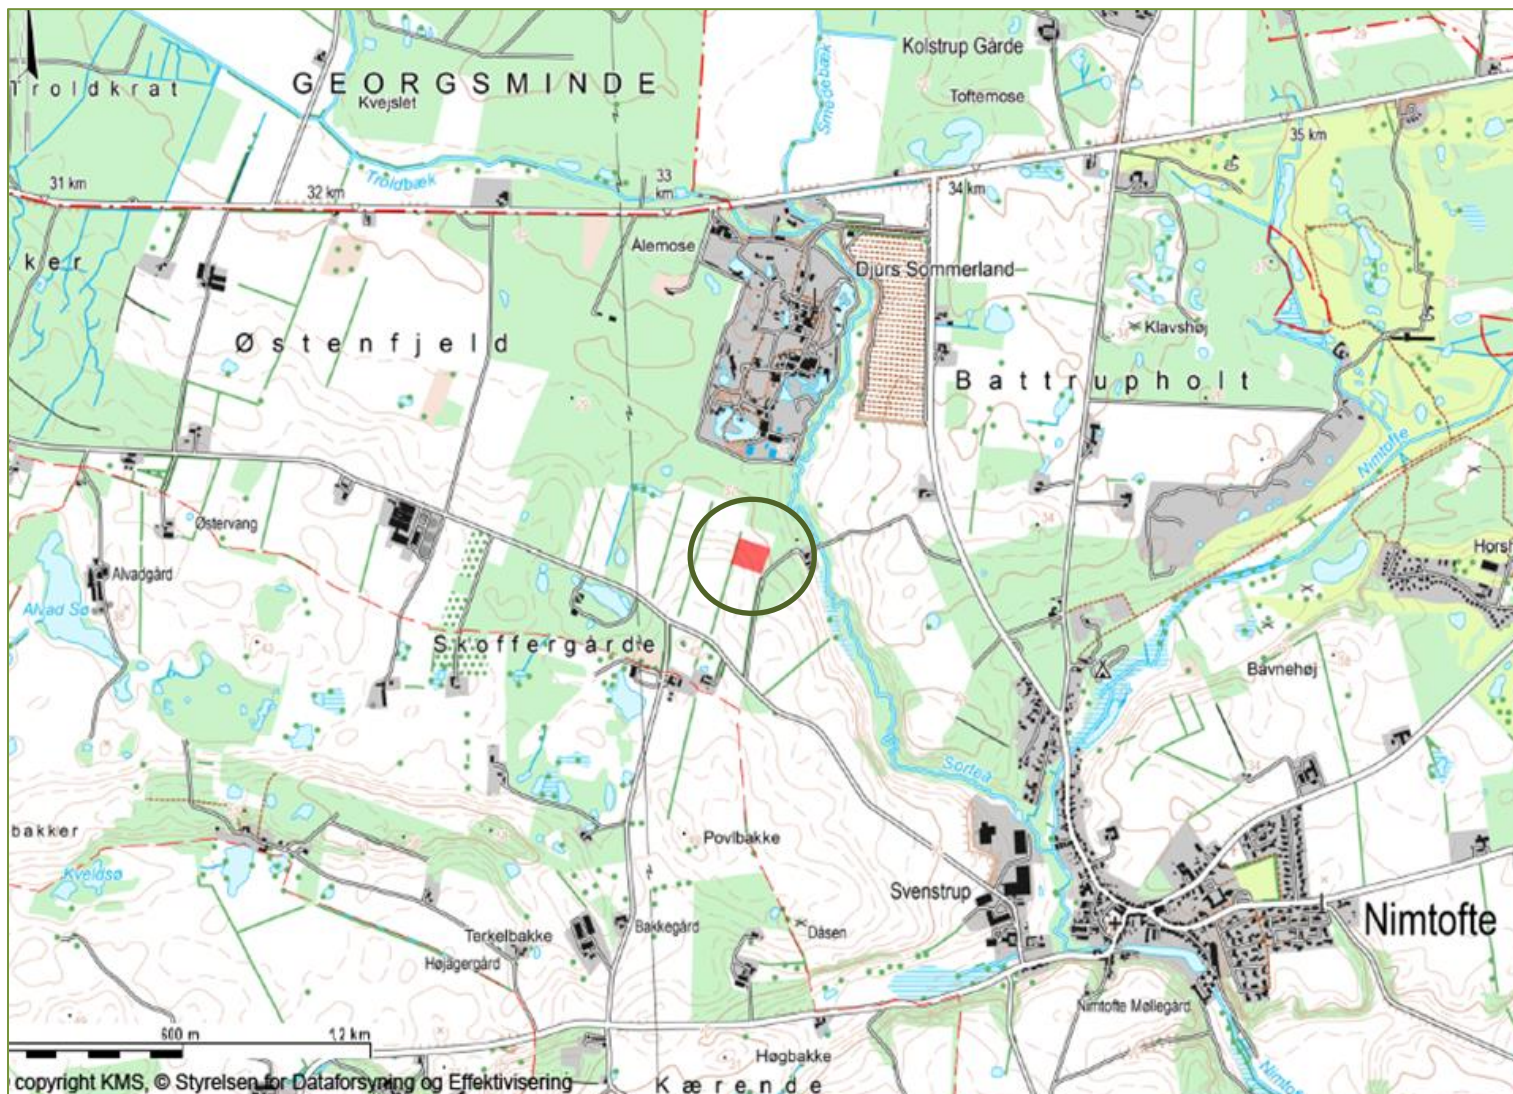 Kolstrup Gårde
Troldkrat
GEORGSMINDE
Kvejslet
Smedebæk
Toftemose
35 km
Troldbæk
31 km
32 km
33
km
34 km
Ålemose
ker
Djurs Sommerland
Klavshøj
Østenfjeld
Battrupholt
Nimtofte
Østervang
Horsh
Alvadgård
Alvad Sø
Skoffergårde
Bavnehøj
Sorteå
bakker
Povlbakke
Kveldsø
Svenstrup
Nimtofte
Bakkegård
Dåsen
Terkelbakke
Højagergård
Nimtofte Møllegård
600 m
1,2 km
Høgbakke
Nimtofte
copyright KMS, © Styrelsen for Dataforsyning og Effektivisering
Kærende